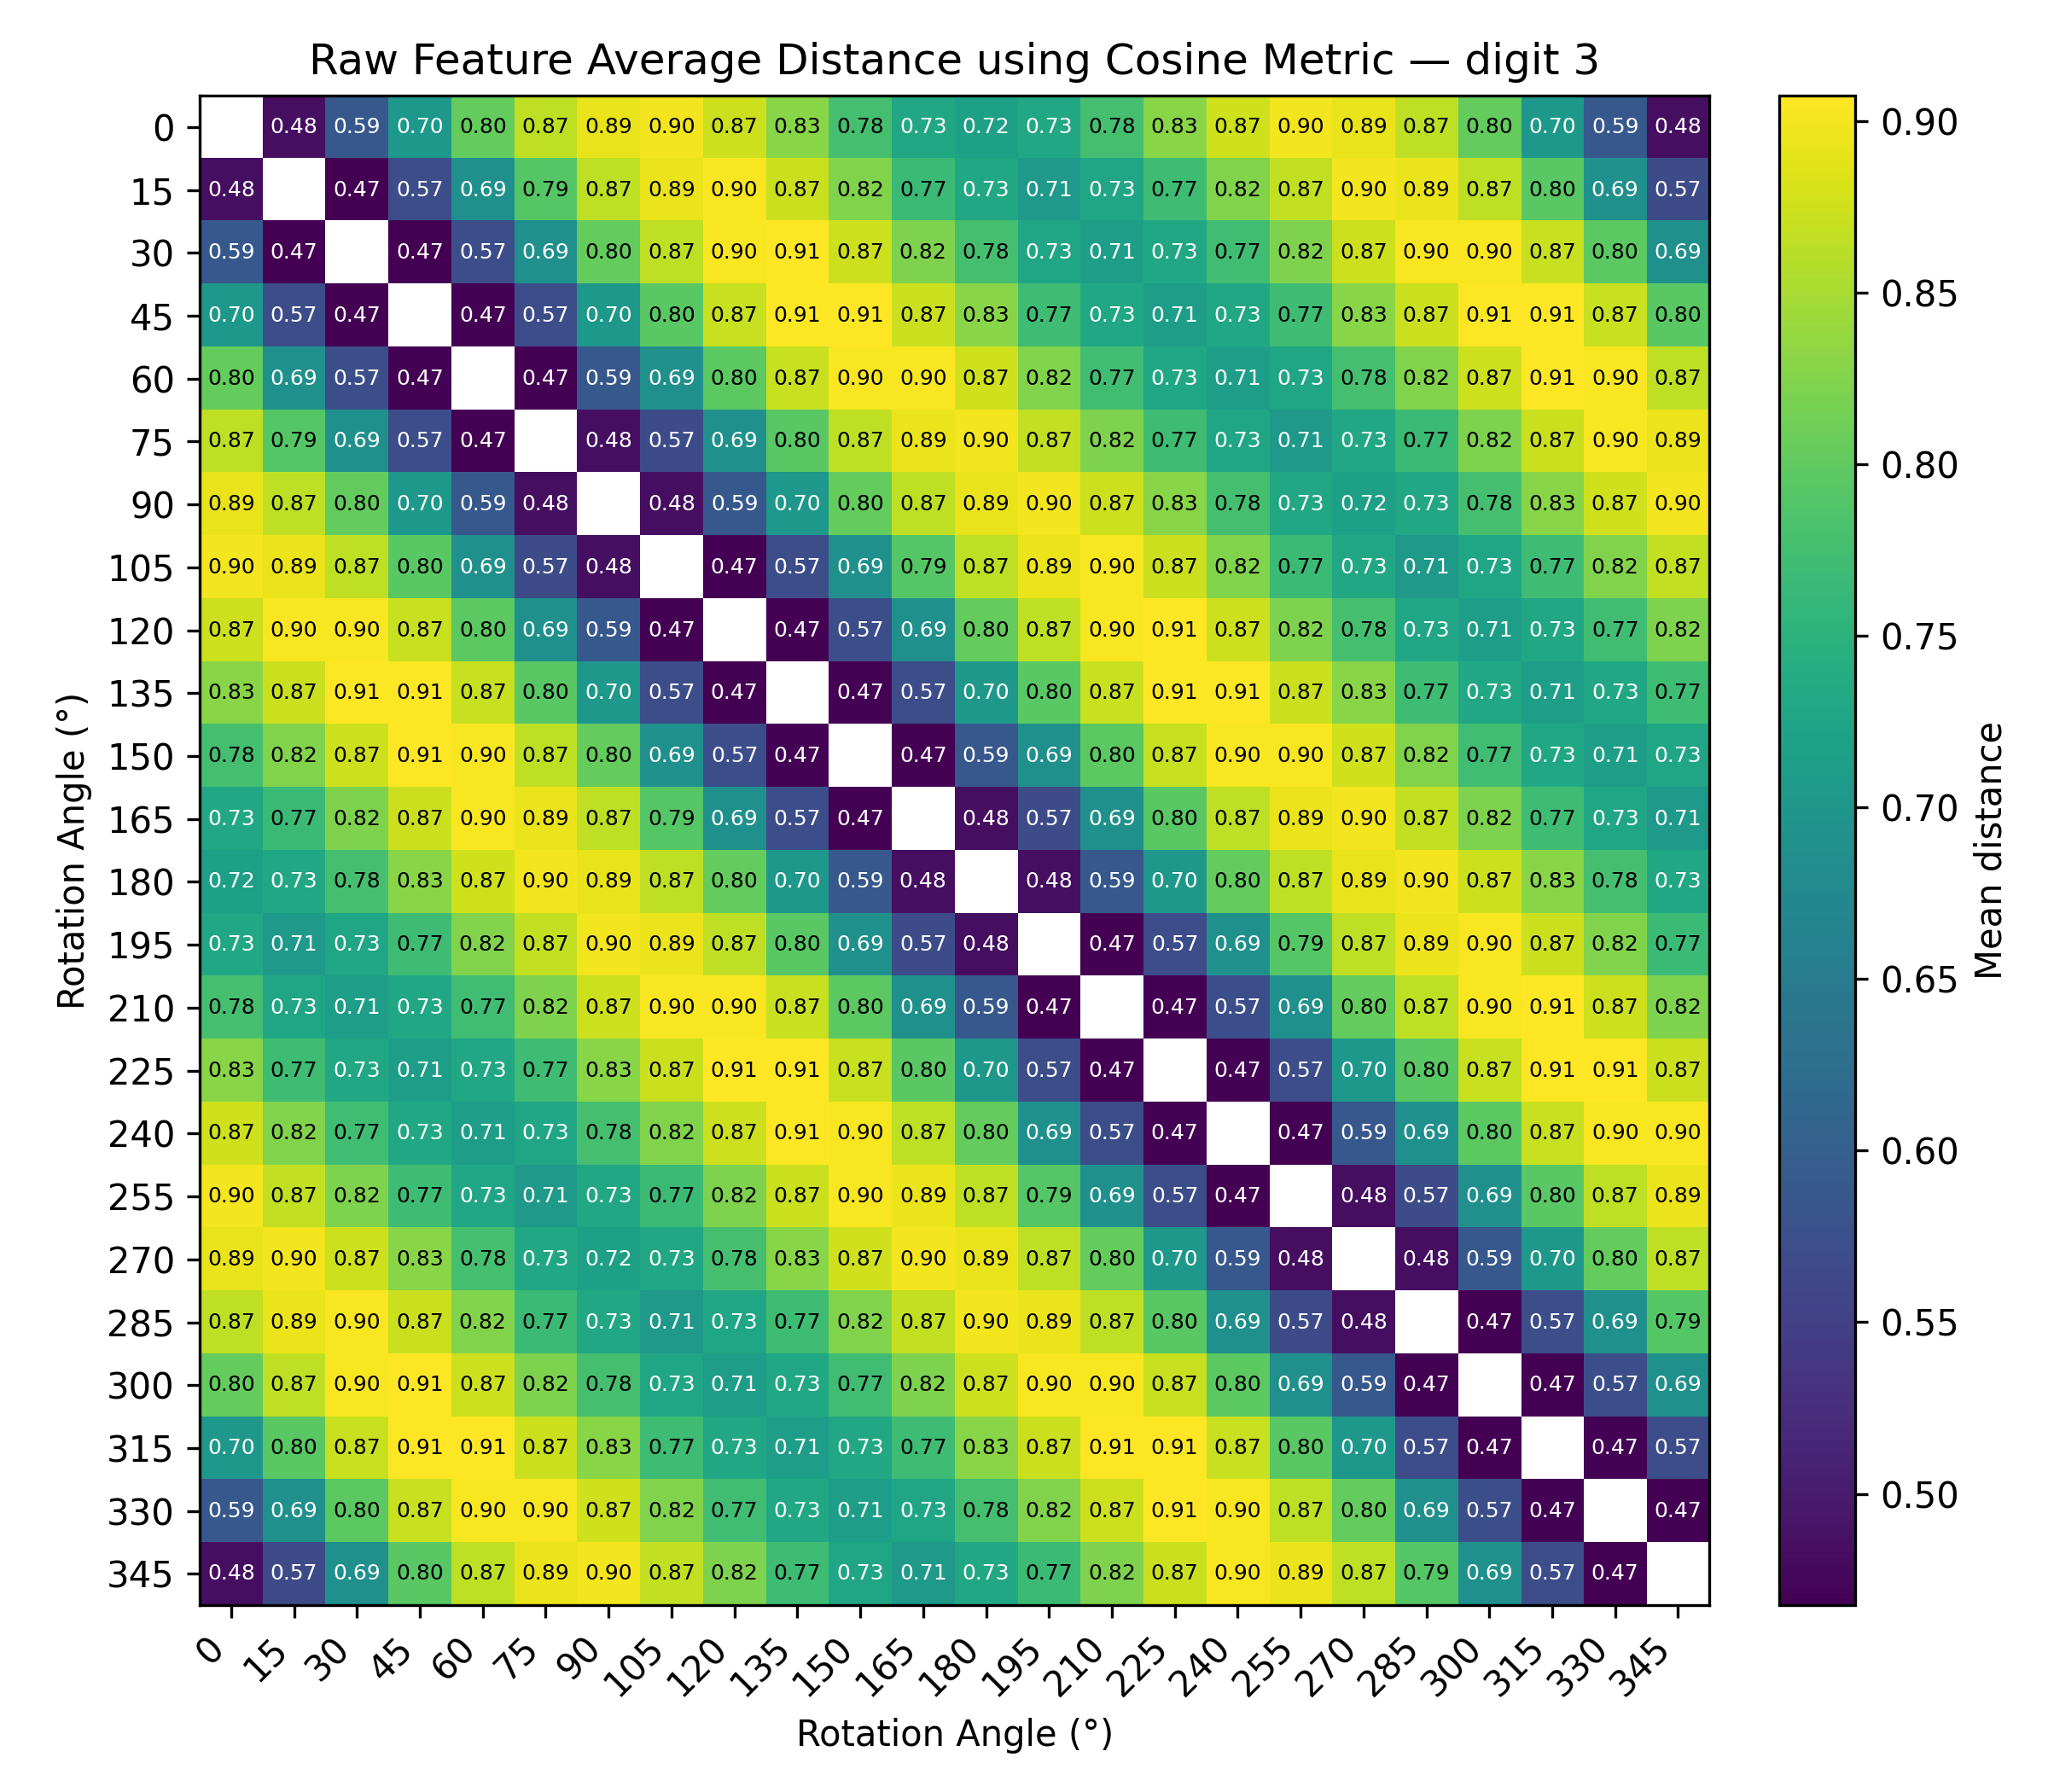 Raw Feature Average Distance using Cosine Metric — digit 3
0 0.48 0.59 0.70 0.80 0.87 0.89 0.90 0.87 0.83 0.78 0.73 0.72 0.73 0.78 0.83 0.87 0.90 0.89 0.87 0.80 0.70 0.59 0.48
15 0.48 0.47 0.57 0.69 0.79 0.87 0.89 0.90 0.87 0.82 0.77 0.73 0.71 0.73 0.77 0.82 0.87 0.90 0.89 0.87 0.80 0.69 0.57
30 0.59 0.47 0.47 0.57 0.69 0.80 0.87 0.90 0.91 0.87 0.82 0.78 0.73 0.71 0.73 0.77 0.82 0.87 0.90 0.90 0.87 0.80 0.69
45 0.70 0.57 0.47 0.47 0.57 0.70 0.80 0.87 0.91 0.91 0.87 0.83 0.77 0.73 0.71 0.73 0.77 0.83 0.87 0.91 0.91 0.87 0.80
60 0.80 0.69 0.57 0.47 0.47 0.59 0.69 0.80 0.87 0.90 0.90 0.87 0.82 0.77 0.73 0.71 0.73 0.78 0.82 0.87 0.91 0.90 0.87
75 0.87 0.79 0.69 0.57 0.47 0.48 0.57 0.69 0.80 0.87 0.89 0.90 0.87 0.82 0.77 0.73 0.71 0.73 0.77 0.82 0.87 0.90 0.89
90 0.89 0.87 0.80 0.70 0.59 0.48 0.48 0.59 0.70 0.80 0.87 0.89 0.90 0.87 0.83 0.78 0.73 0.72 0.73 0.78 0.83 0.87 0.90
105 0.90 0.89 0.87 0.80 0.69 0.57 0.48 0.47 0.57 0.69 0.79 0.87 0.89 0.90 0.87 0.82 0.77 0.73 0.71 0.73 0.77 0.82 0.87
120 0.87 0.90 0.90 0.87 0.80 0.69 0.59 0.47 0.47 0.57 0.69 0.80 0.87 0.90 0.91 0.87 0.82 0.78 0.73 0.71 0.73 0.77 0.82
135 0.83 0.87 0.91 0.91 0.87 0.80 0.70 0.57 0.47 0.47 0.57 0.70 0.80 0.87 0.91 0.91 0.87 0.83 0.77 0.73 0.71 0.73 0.77
150 0.78 0.82 0.87 0.91 0.90 0.87 0.80 0.69 0.57 0.47 0.47 0.59 0.69 0.80 0.87 0.90 0.90 0.87 0.82 0.77 0.73 0.71 0.73
165 0.73 0.77 0.82 0.87 0.90 0.89 0.87 0.79 0.69 0.57 0.47 0.48 0.57 0.69 0.80 0.87 0.89 0.90 0.87 0.82 0.77 0.73 0.71
180 0.72 0.73 0.78 0.83 0.87 0.90 0.89 0.87 0.80 0.70 0.59 0.48 0.48 0.59 0.70 0.80 0.87 0.89 0.90 0.87 0.83 0.78 0.73
195 0.73 0.71 0.73 0.77 0.82 0.87 0.90 0.89 0.87 0.80 0.69 0.57 0.48 0.47 0.57 0.69 0.79 0.87 0.89 0.90 0.87 0.82 0.77
210 0.78 0.73 0.71 0.73 0.77 0.82 0.87 0.90 0.90 0.87 0.80 0.69 0.59 0.47 0.47 0.57 0.69 0.80 0.87 0.90 0.91 0.87 0.82
225 0.83 0.77 0.73 0.71 0.73 0.77 0.83 0.87 0.91 0.91 0.87 0.80 0.70 0.57 0.47 0.47 0.57 0.70 0.80 0.87 0.91 0.91 0.87
240 0.87 0.82 0.77 0.73 0.71 0.73 0.78 0.82 0.87 0.91 0.90 0.87 0.80 0.69 0.57 0.47 0.47 0.59 0.69 0.80 0.87 0.90 0.90
255 0.90 0.87 0.82 0.77 0.73 0.71 0.73 0.77 0.82 0.87 0.90 0.89 0.87 0.79 0.69 0.57 0.47 0.48 0.57 0.69 0.80 0.87 0.89
270 0.89 0.90 0.87 0.83 0.78 0.73 0.72 0.73 0.78 0.83 0.87 0.90 0.89 0.87 0.80 0.70 0.59 0.48 0.48 0.59 0.70 0.80 0.87
285 0.87 0.89 0.90 0.87 0.82 0.77 0.73 0.71 0.73 0.77 0.82 0.87 0.90 0.89 0.87 0.80 0.69 0.57 0.48 0.47 0.57 0.69 0.79
300 0.80 0.87 0.90 0.91 0.87 0.82 0.78 0.73 0.71 0.73 0.77 0.82 0.87 0.90 0.90 0.87 0.80 0.69 0.59 0.47 0.47 0.57 0.69
315 0.70 0.80 0.87 0.91 0.91 0.87 0.83 0.77 0.73 0.71 0.73 0.77 0.83 0.87 0.91 0.91 0.87 0.80 0.70 0.57 0.47 0.47 0.57
330 0.59 0.69 0.80 0.87 0.90 0.90 0.87 0.82 0.77 0.73 0.71 0.73 0.78 0.82 0.87 0.91 0.90 0.87 0.80 0.69 0.57 0.47 0.47
345 0.48 0.57 0.69 0.80 0.87 0.89 0.90 0.87 0.82 0.77 0.73 0.71 0.73 0.77 0.82 0.87 0.90 0.89 0.87 0.79 0.69 0.57 0.47
0 15 30 45 60 75 90 105 120 135 150 165 180 195 210 225 240 255 270 285 300 315 330 345
Rotation Angle (°)
Rotation Angle (°)
0.90
0.85
0.80
0.75
0.70
0.65
0.60
0.55
0.50
Mean distance